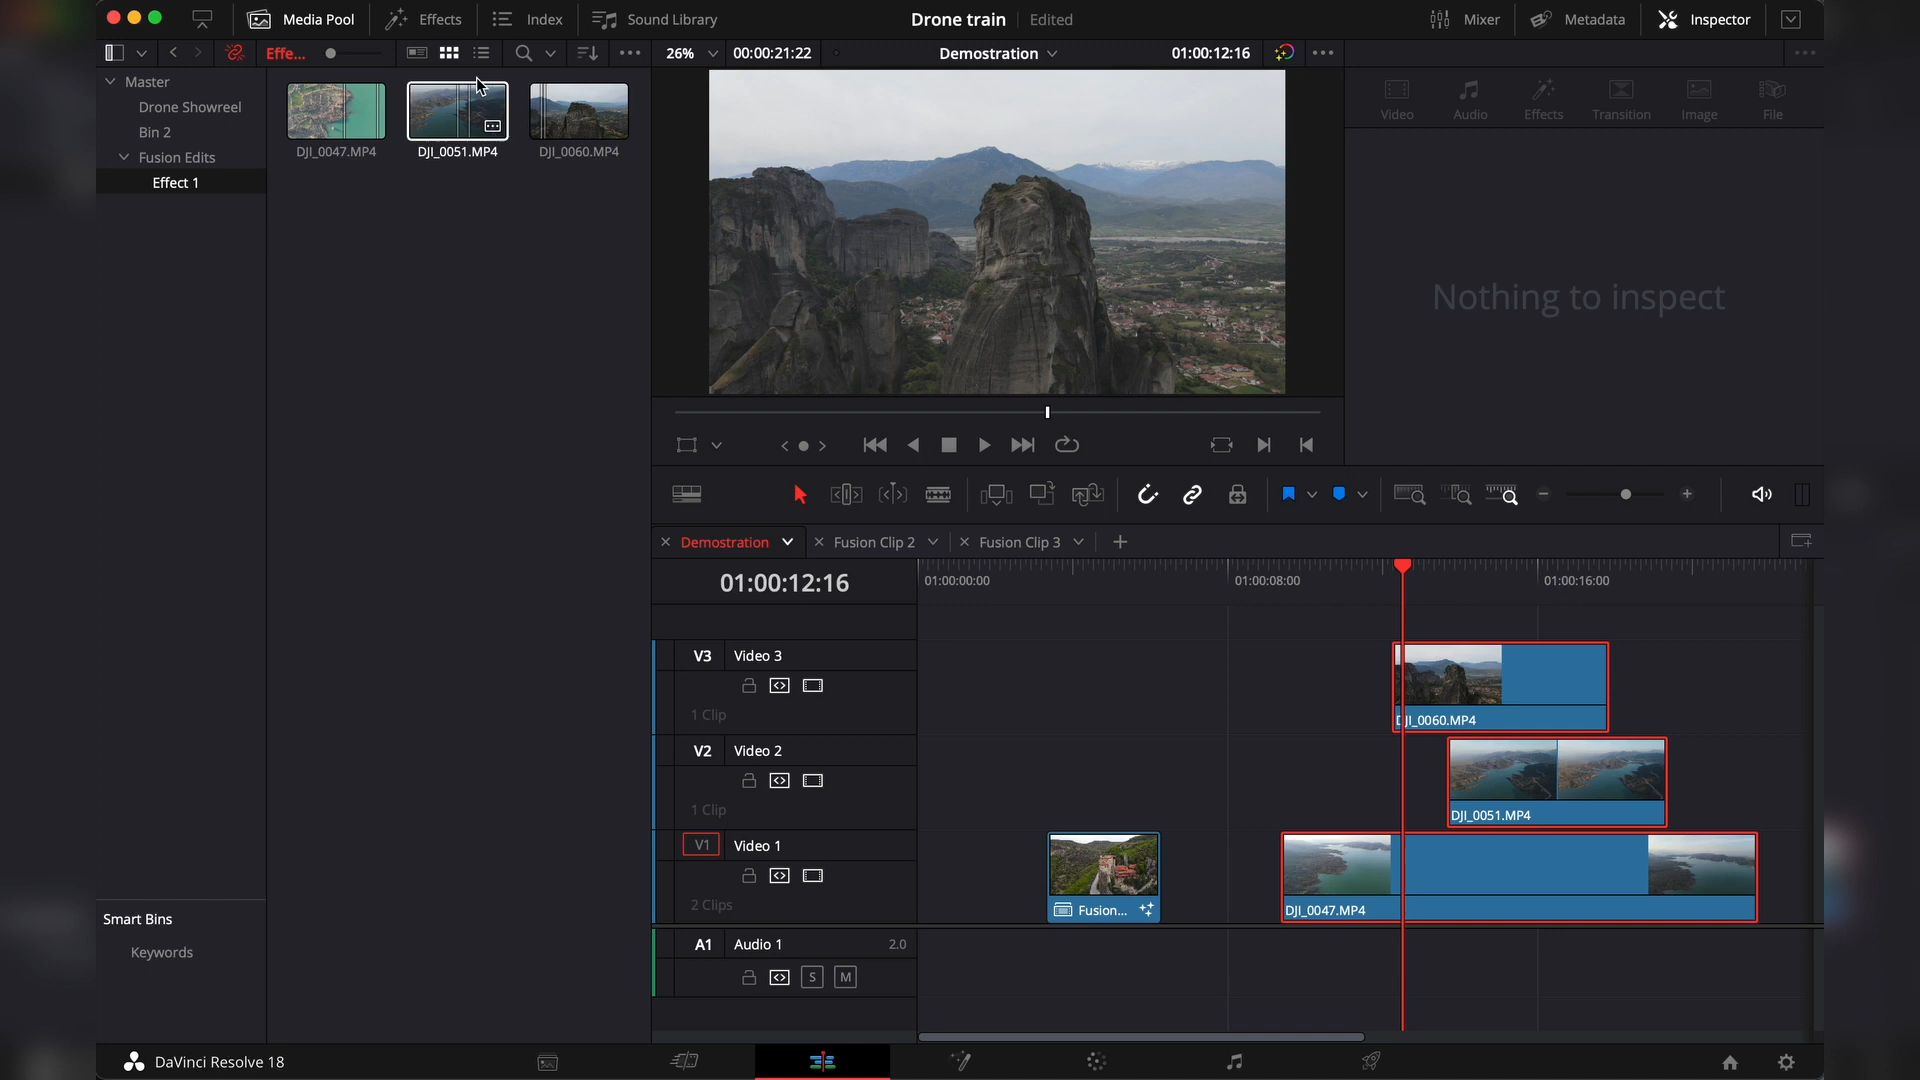 Media Pool
Effects
Index
Sound Library
Drone train
Edited
Mixer
Metadata
Inspector
Effe...
26%
00:00:21:22
Demostration
01:00:12:16
Master
Drone Showreel
Bin 2
Fusion Edits
Effect 1
DJI_0047.MP4
DJI_0051.MP4
DJI_0060.MP4
Video
Audio
Effects
Transition
Image
File
Nothing to inspect
Demostration
Fusion Clip 2
Fusion Clip 3
01:00:12:16
01:00:00:00
01:00:08:00
01:00:16:00
V3
Video 3
1 Clip
DJI_0060.MP4
V2
Video 2
1 Clip
DJI_0051.MP4
V1
Video 1
2 Clips
Fusion...
DJI_0047.MP4
A1
Audio 1
2.0
S
M
Smart Bins
Keywords
DaVinci Resolve 18